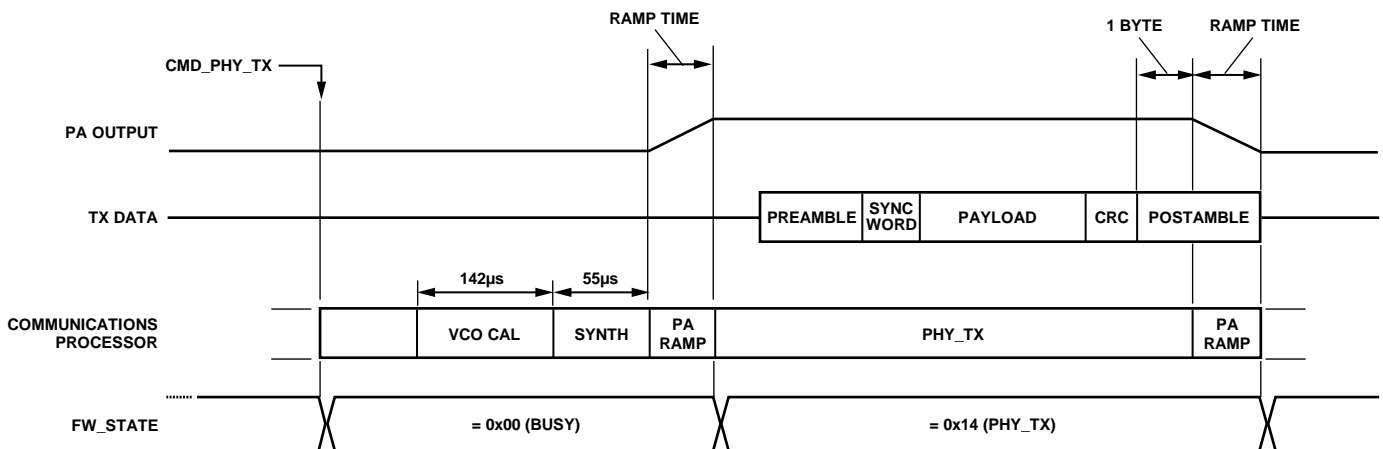 RAMP TIME
1 BYTE RAMP TIME
CMD_PHY_TX
PA OUTPUT
TX DATA
PREAMBLE
SYNC
WORD
PAYLOAD
CRC
POSTAMBLE
142µs
55µs
COMMUNICATIONS
PROCESSOR
VCO CAL
SYNTH
PA
RAMP
PHY_TX
PA
RAMP
FW_STATE
= 0x00 (BUSY)
= 0x14 (PHY_TX)